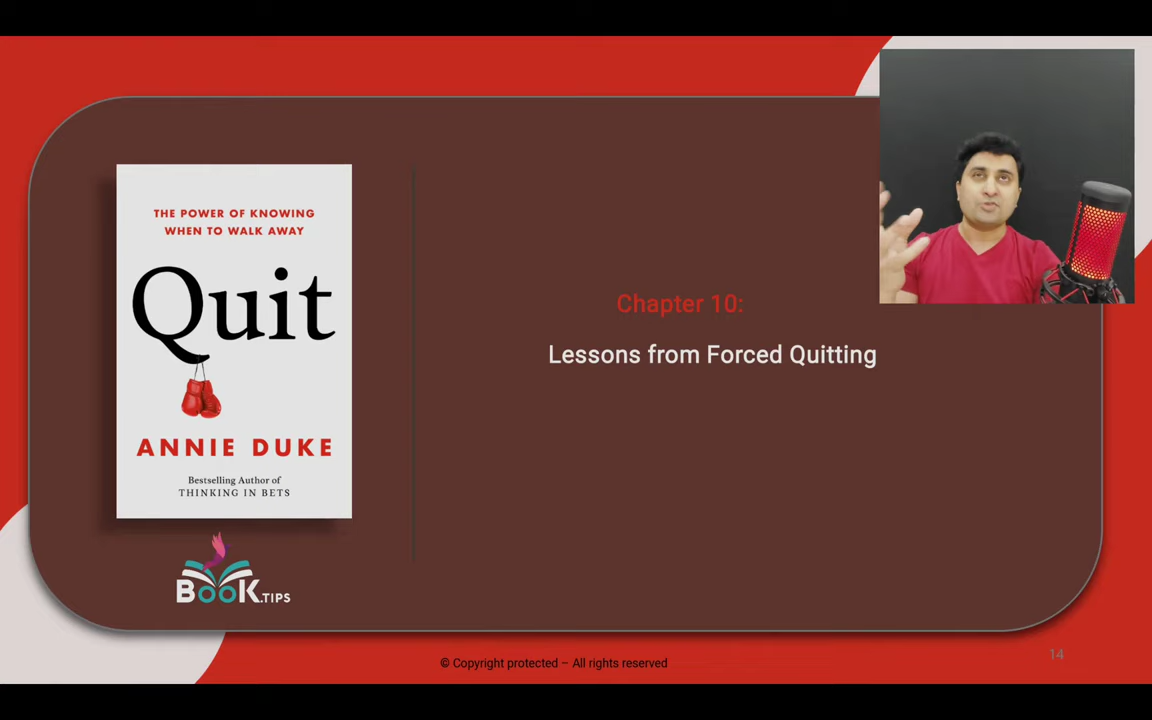 THE POWER OF KNOWING
WHEN TO WALK AWAY
Quit
ANNIE DUKE
Bestselling Author of
THINKING IN BETS
BOOK.TIPS
Chapter 10:
Lessons from Forced Quitting
© Copyright protected – All rights reserved
14